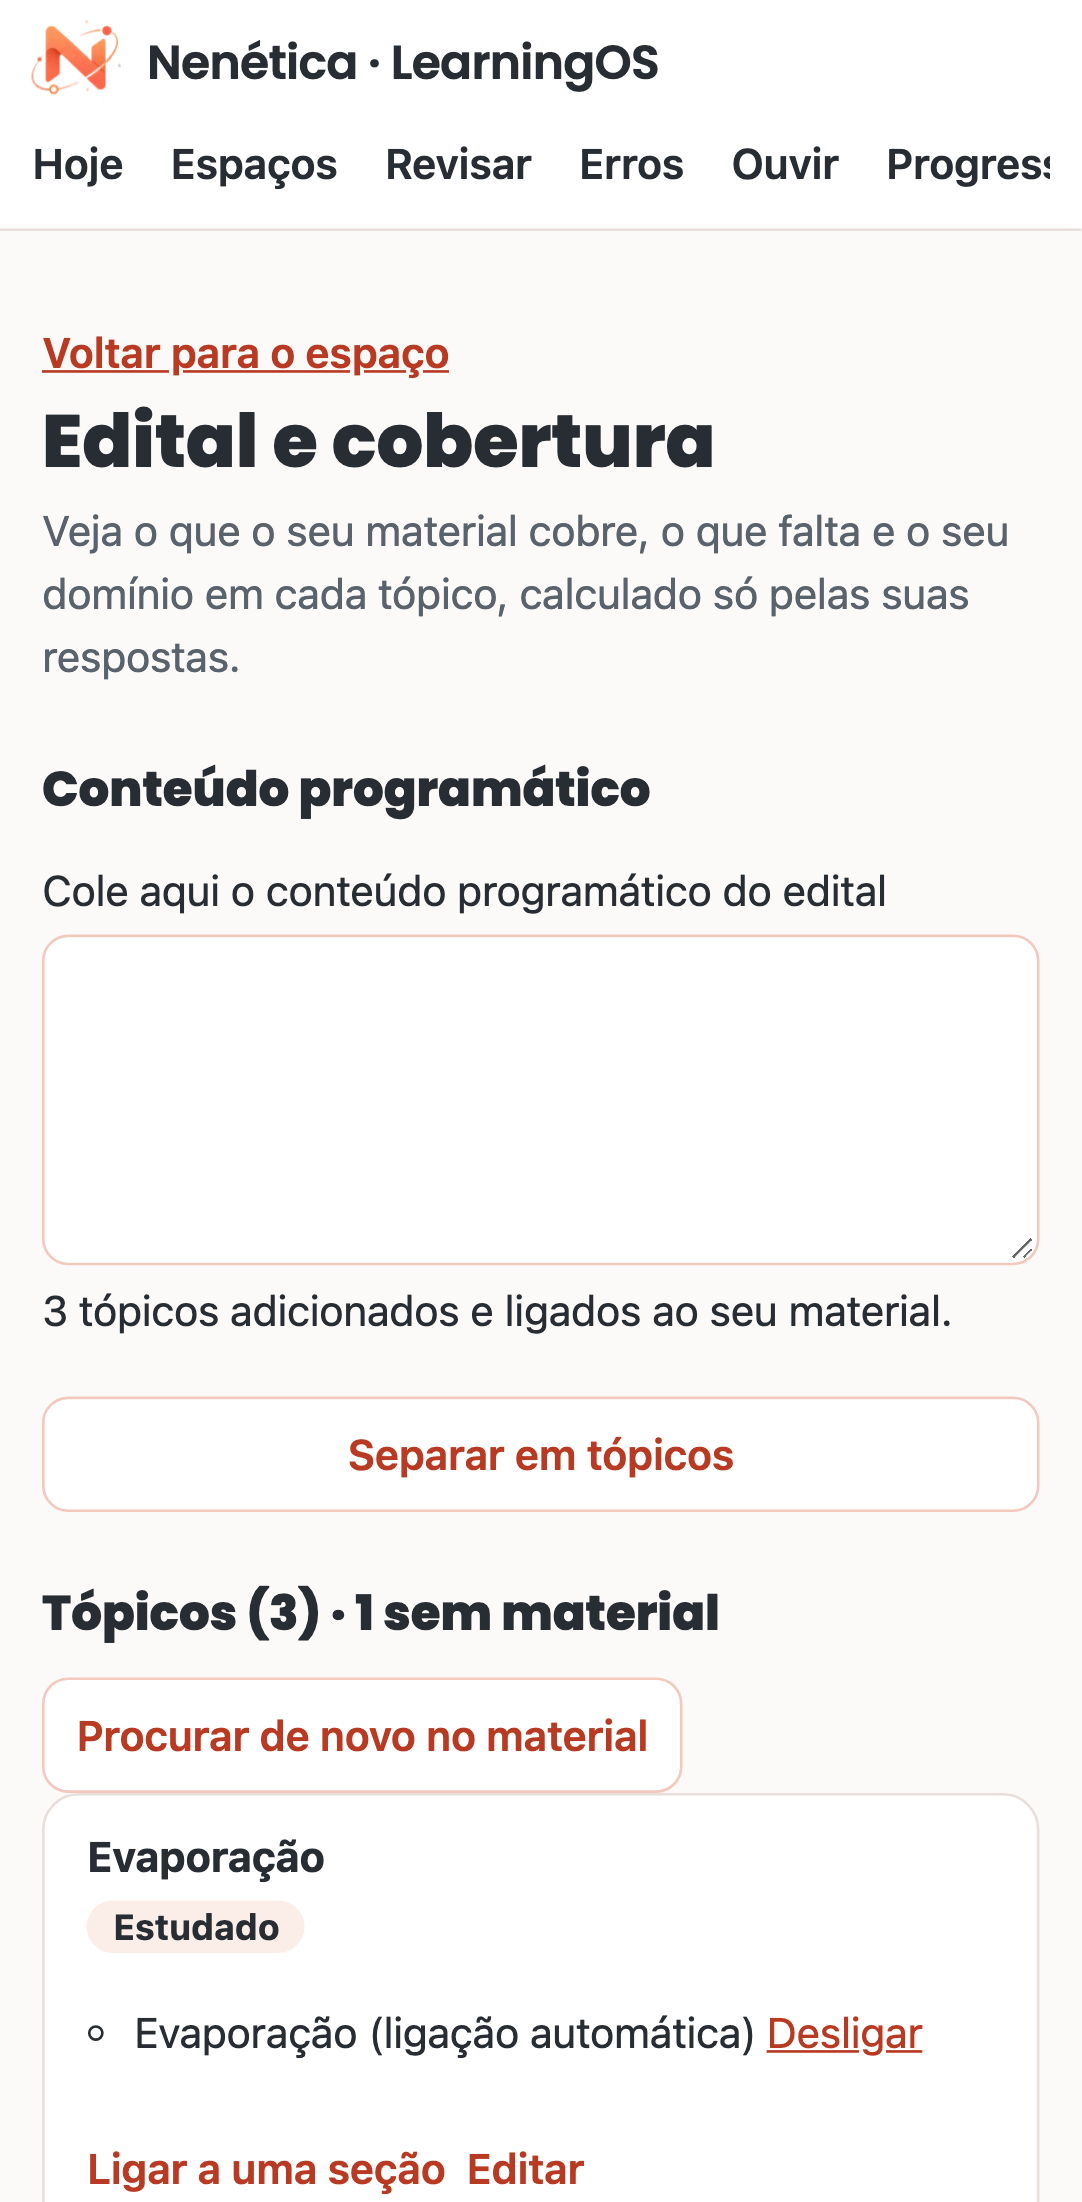 Nenética · LearningOS
Hoje Espaços Revisar Erros Ouvir Progress
Voltar para o espaço
Edital e cobertura
Veja o que o seu material cobre, o que falta e o seu
domínio em cada tópico, calculado só pelas suas
respostas.
Conteúdo programático
Cole aqui o conteúdo programático do edital
3 tópicos adicionados e ligados ao seu material.
Separar em tópicos
Tópicos (3) · 1 sem material
Procurar de novo no material
Evaporação
Estudado
Evaporação (ligação automática) Desligar
Ligar a uma seção Editar